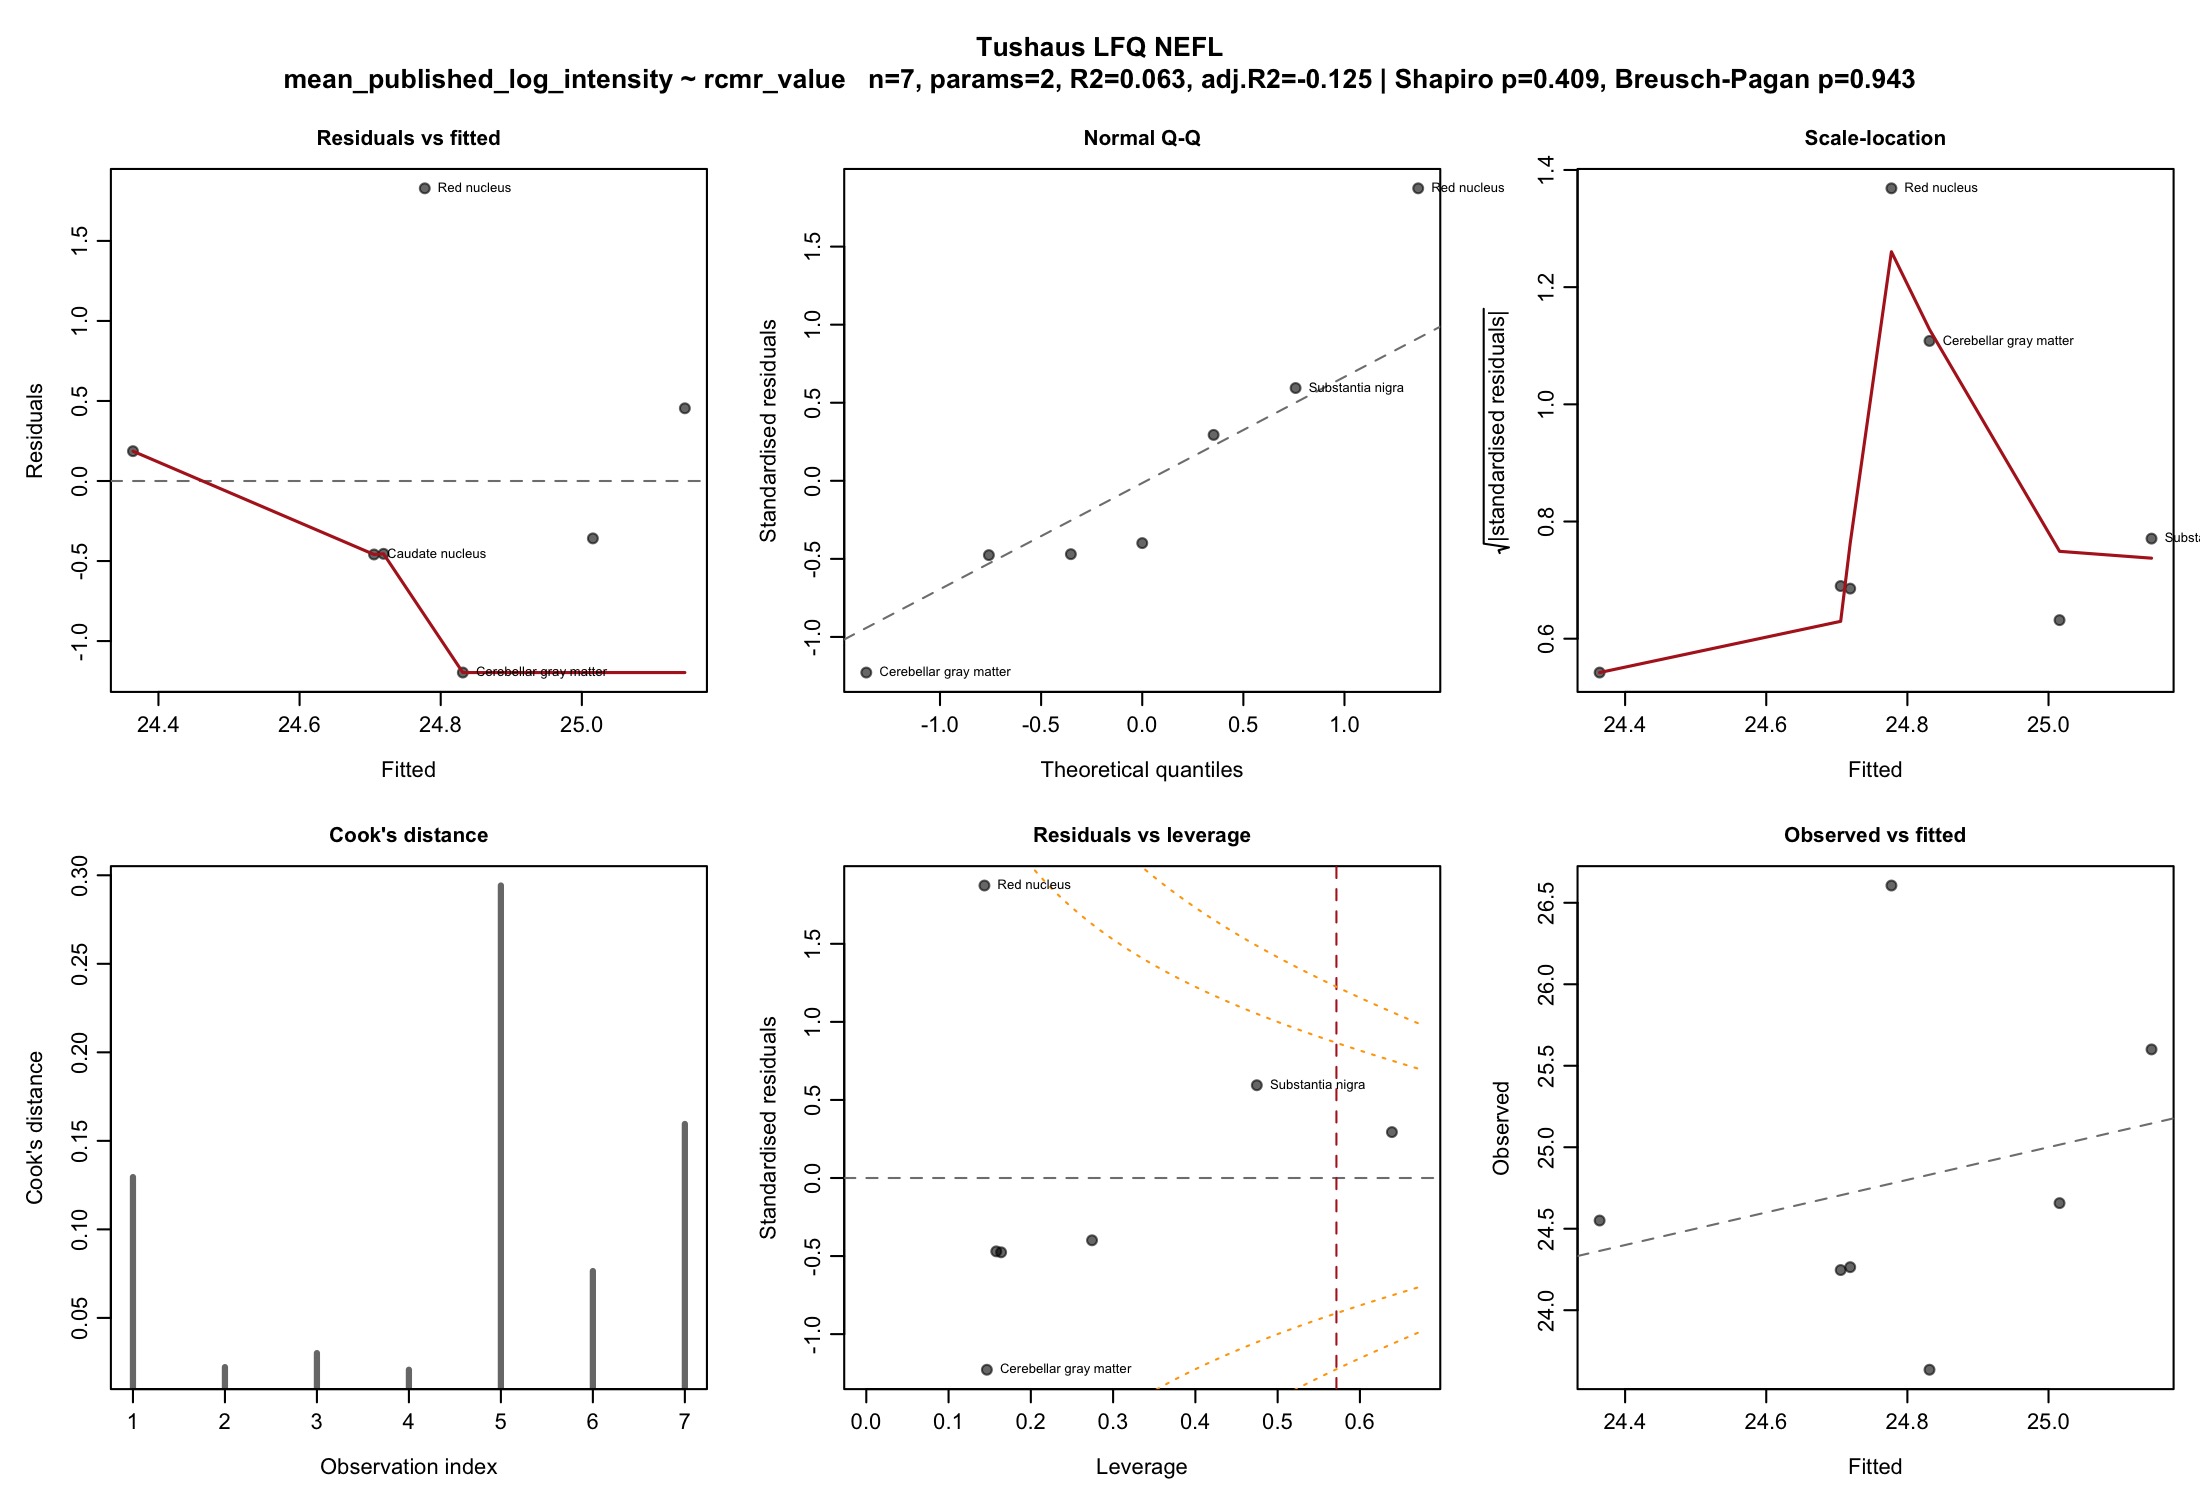 Tushaus LFQ NEFL
mean_published_log_intensity ~ rcmr_value   n=7, params=2, R2=0.063, adj.R2=-0.125 | Shapiro p=0.409, Breusch-Pagan p=0.943
Residuals vs fitted
Residuals
1.5
1.0
0.5
0.0
-0.5
-1.0
Red nucleus
Caudate nucleus
Cerebellar gray matter
24.4 24.6 24.8 25.0
Fitted
Normal Q-Q
Standardised residuals
1.5
1.0
0.5
0.0
-0.5
-1.0
Red nucleus
Substantia nigra
Cerebellar gray matter
-1.0 -0.5 0.0 0.5 1.0
Theoretical quantiles
Scale-location
√|standardised residuals|
1.4
1.2
1.0
0.8
0.6
Red nucleus
Cerebellar gray matter
Substa
24.4 24.6 24.8 25.0
Fitted
Cook's distance
Cook's distance
0.30
0.25
0.20
0.15
0.10
0.05
1 2 3 4 5 6 7
Observation index
Residuals vs leverage
Standardised residuals
1.5
1.0
0.5
0.0
-0.5
-1.0
Red nucleus
Substantia nigra
Cerebellar gray matter
0.0 0.1 0.2 0.3 0.4 0.5 0.6
Leverage
Observed vs fitted
Observed
26.5
26.0
25.5
25.0
24.5
24.0
24.4 24.6 24.8 25.0
Fitted